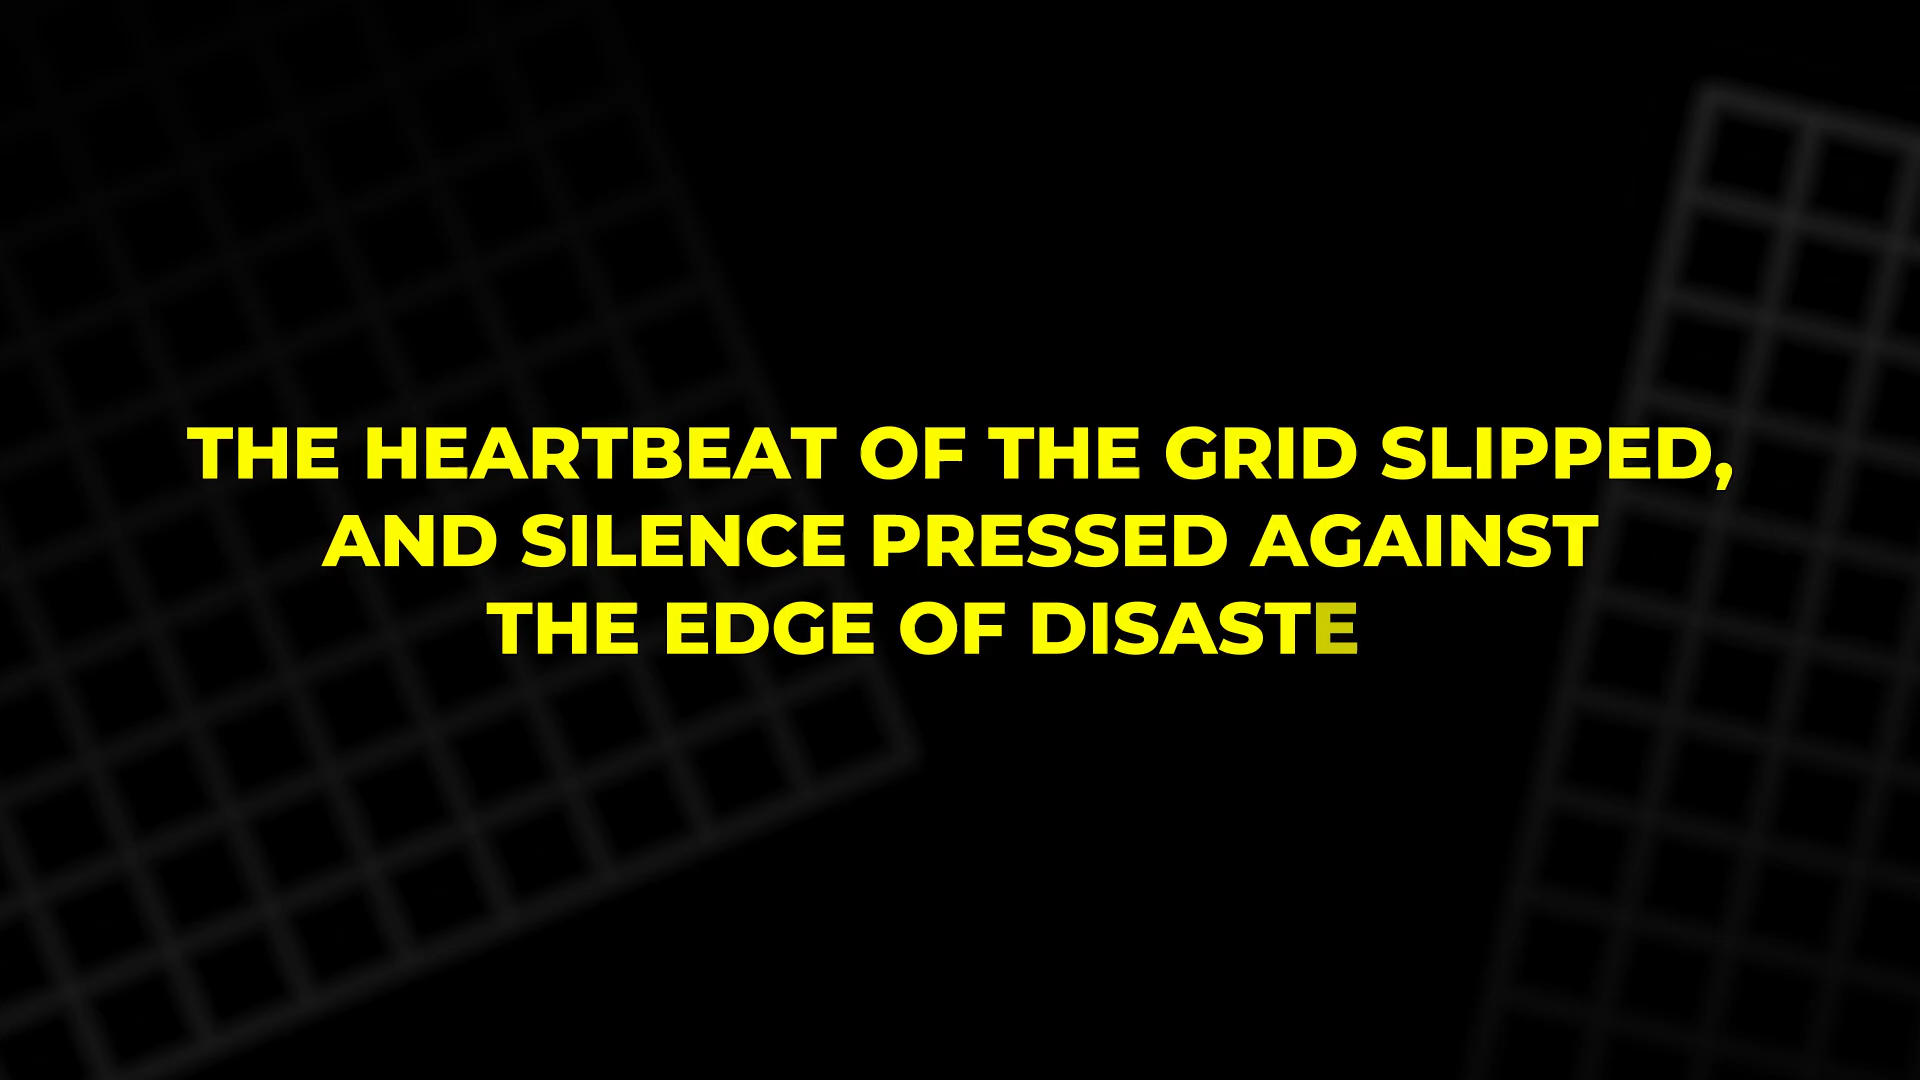 THE HEARTBEAT OF THE GRID SLIPPED,
AND SILENCE PRESSED AGAINST
THE EDGE OF DISASTE